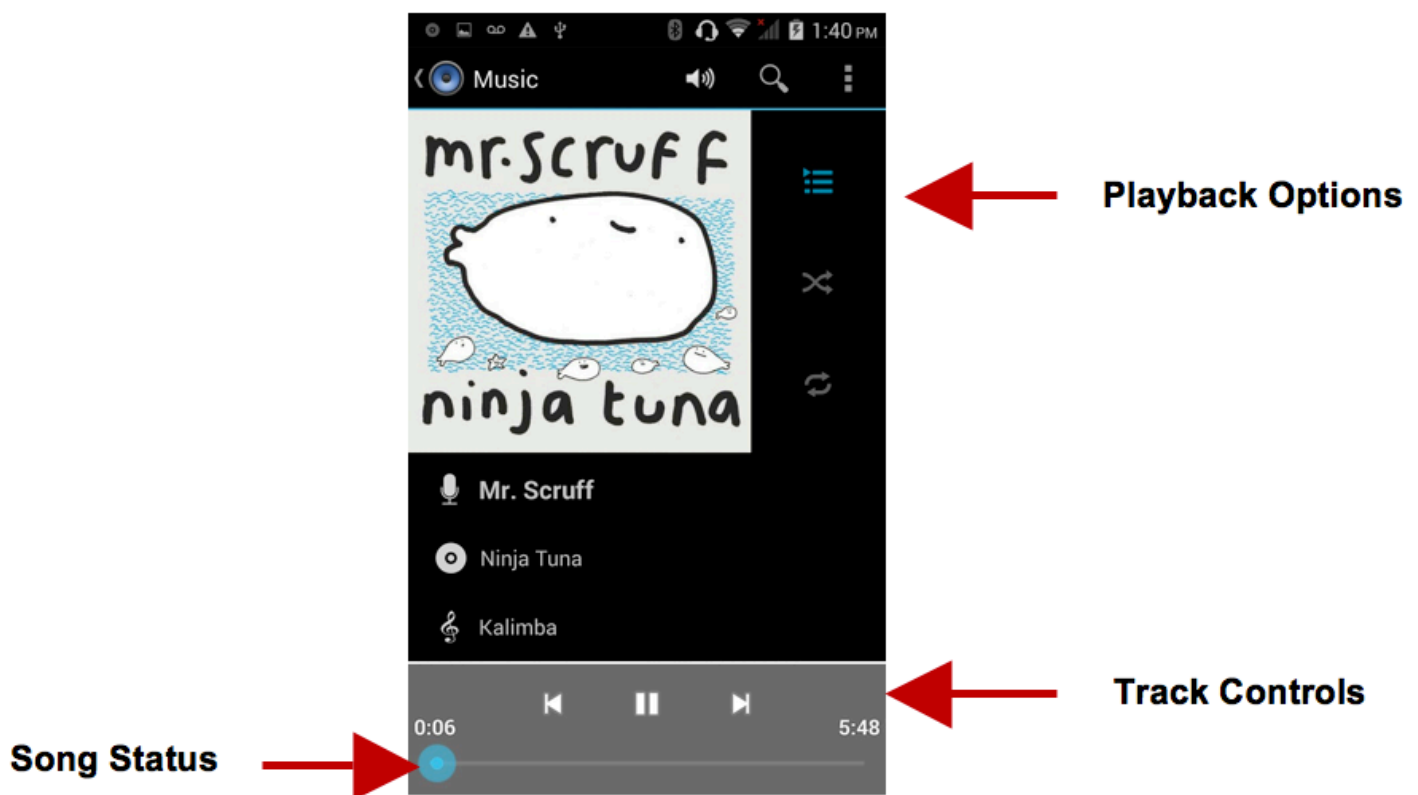 1:40 PM
Music
mr.scruff
Playback Options
ninja tuna
Mr. Scruff
Ninja Tuna
Kalimba
Track Controls
0:06
5:48
Song Status